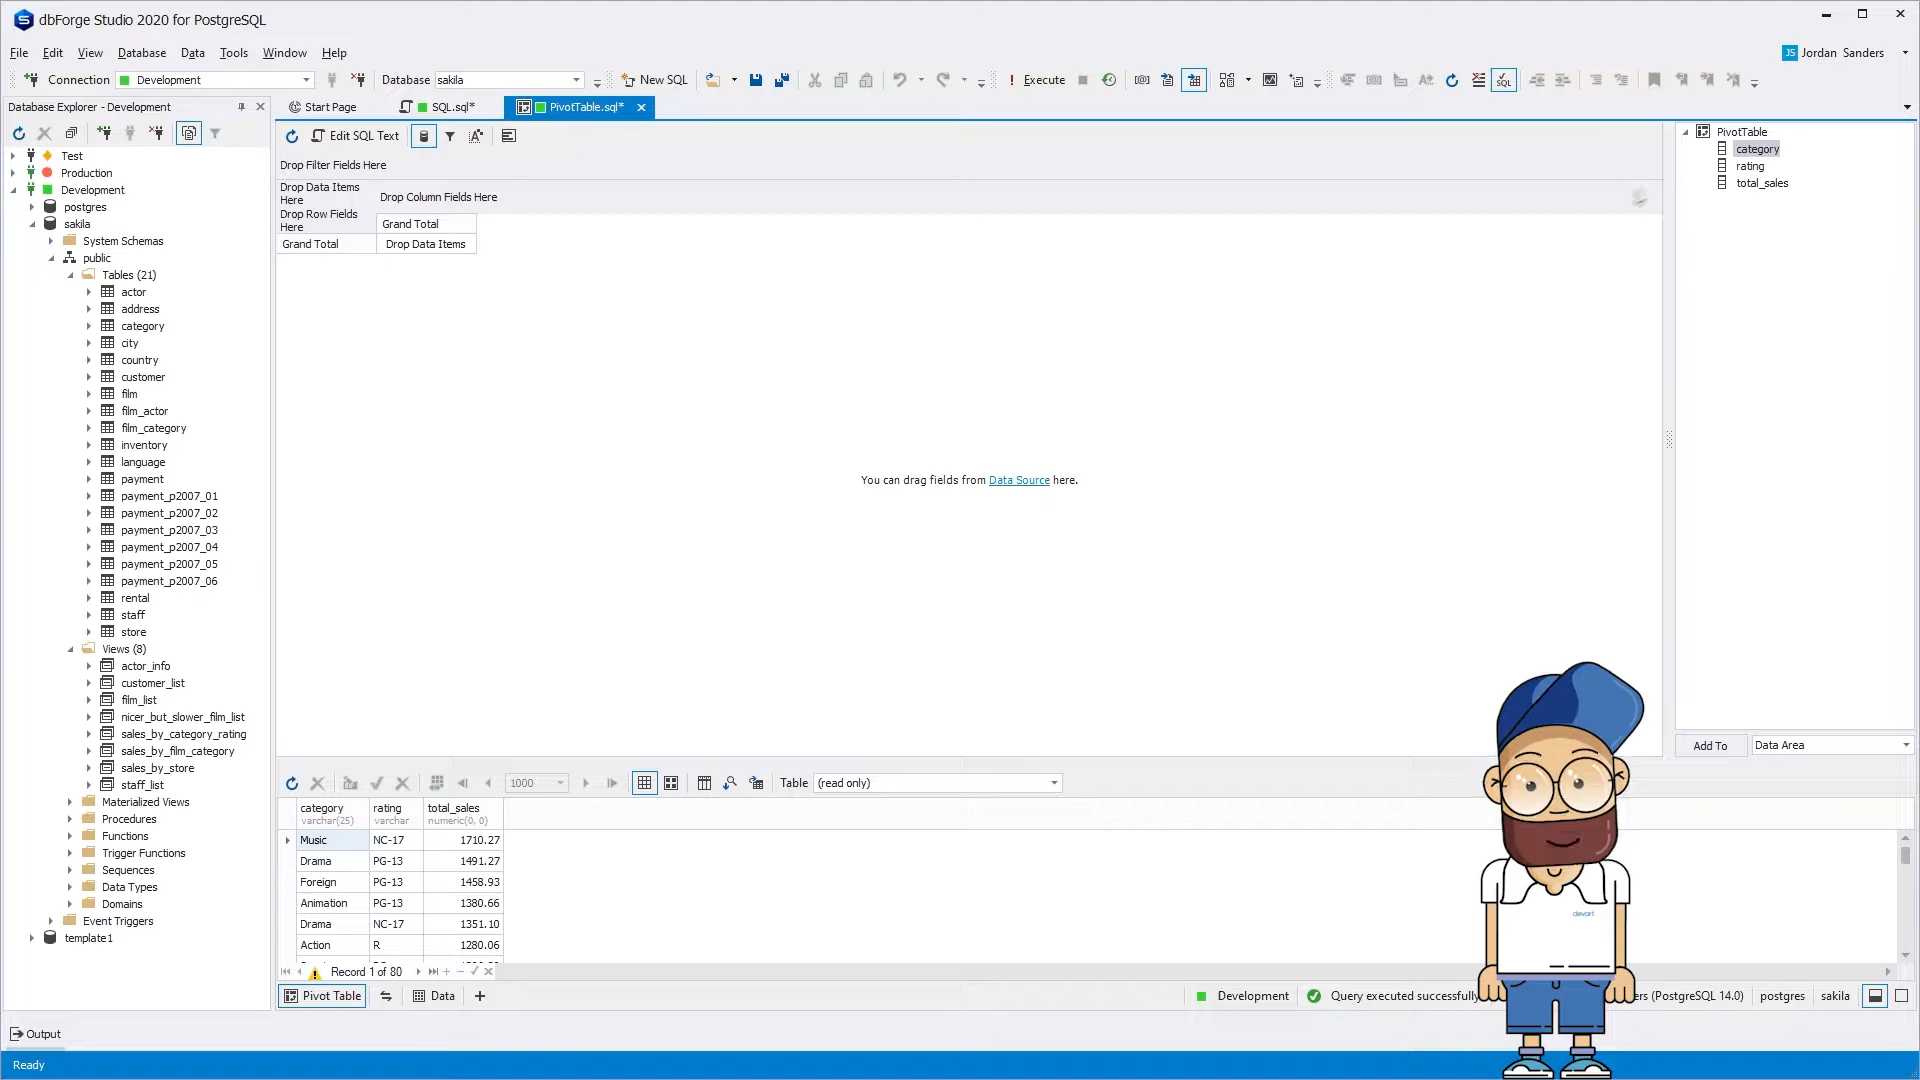 dbForge Studio 2020 for PostgreSQL
File Edit View Database Data Tools Window Help
JS Jordan Sanders
Connection Development Database sakila New SQL Execute
Database Explorer - Development
Start Page SQL.sql* PivotTable.sql*
Edit SQL Text
Test
Production
Development
postgres
sakila
System Schemas
public
Tables (21)
actor
address
category
city
country
customer
film
film_actor
film_category
inventory
language
payment
payment_p2007_01
payment_p2007_02
payment_p2007_03
payment_p2007_04
payment_p2007_05
payment_p2007_06
rental
staff
store
Views (8)
actor_info
customer_list
film_list
nicer_but_slower_film_list
sales_by_category_rating
sales_by_film_category
sales_by_store
staff_list
Materialized Views
Procedures
Functions
Trigger Functions
Sequences
Data Types
Domains
Event Triggers
template1
Drop Filter Fields Here
Drop Data Items
Here
Drop Column Fields Here
Drop Row Fields
Here
Grand Total
Grand Total Drop Data Items
You can drag fields from Data Source here.
PivotTable
category
rating
total_sales
Add To Data Area
1000 Table (read only)
category rating total_sales
varchar(25) varchar numeric(0, 0)
Music NC-17 1710.27
Drama PG-13 1491.27
Foreign PG-13 1458.93
Animation PG-13 1380.66
Drama NC-17 1351.10
Action R 1280.06
Record 1 of 80
devart
Pivot Table Data
Development Query executed successfully ers (PostgreSQL 14.0) postgres sakila
Output
Ready